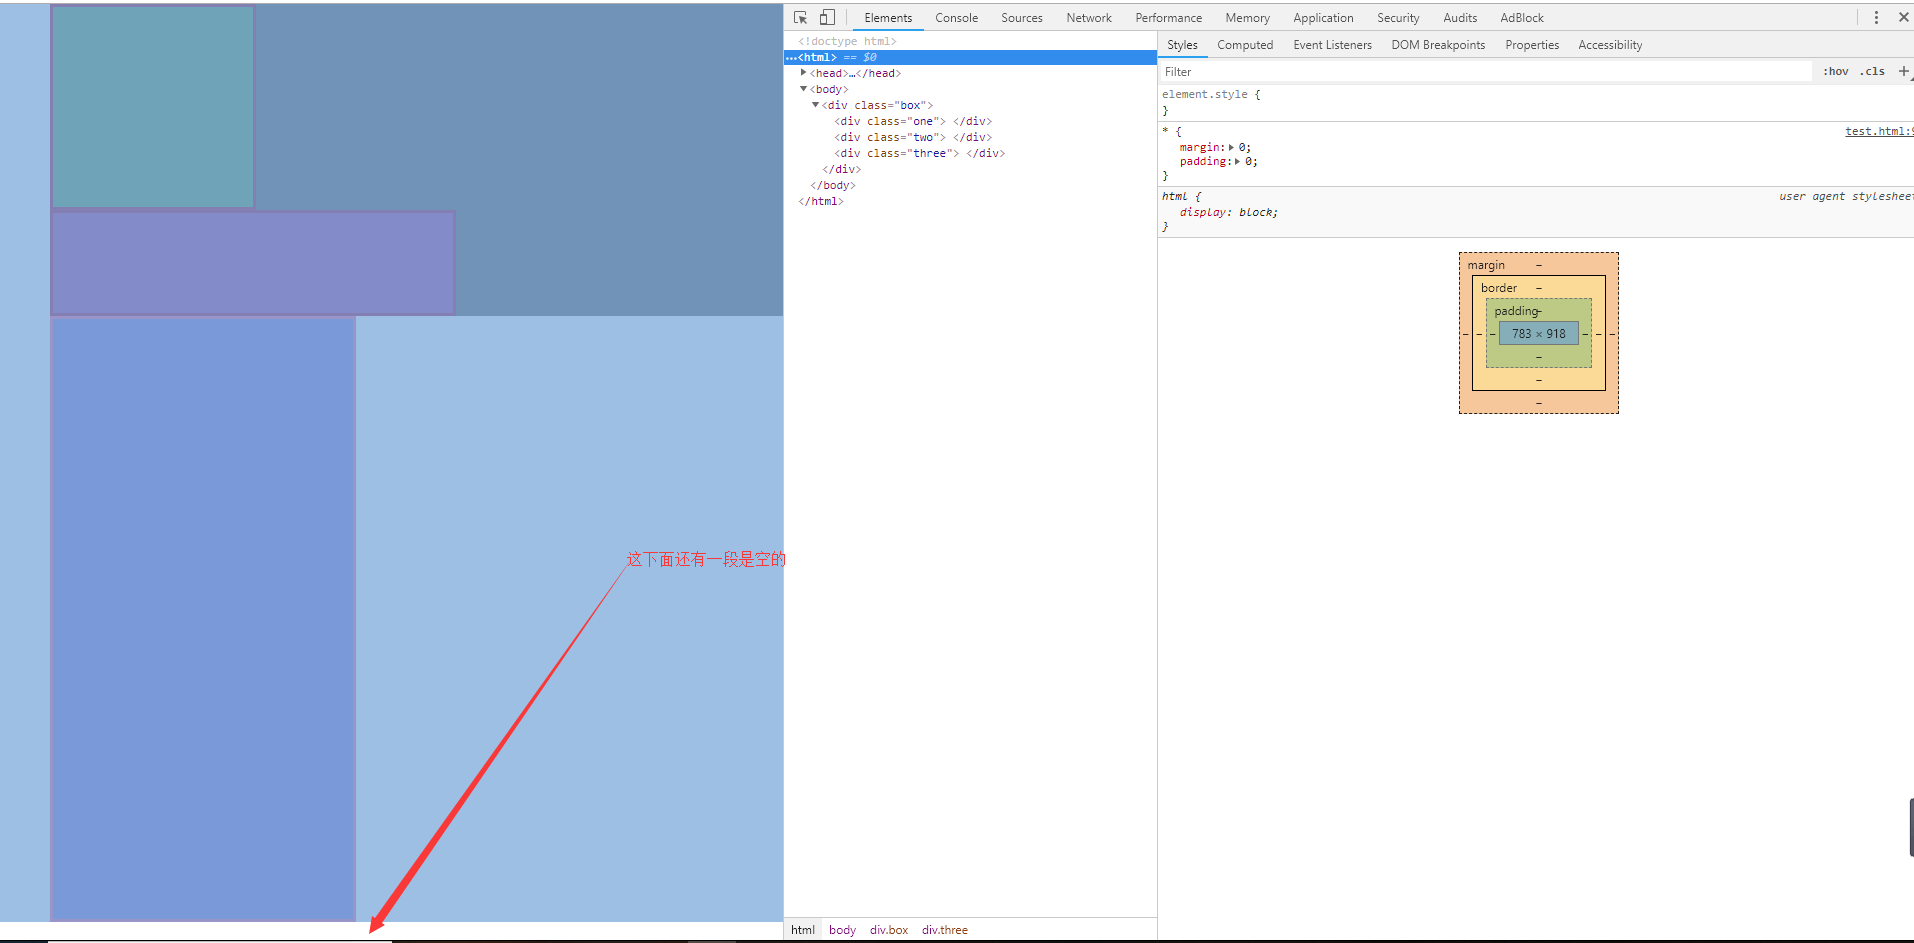 Elements Console Sources Network Performance Memory Application Security Audits AdBlock
<!doctype html>
…<html> == $0
<head>…</head>
<body>
<div class="box">
<div class="one"> </div>
<div class="two"> </div>
<div class="three"> </div>
</div>
</body>
</html>
Styles Computed Event Listeners DOM Breakpoints Properties Accessibility
Filter :hov .cls +
element.style {
}
* { test.html:9
margin: 0;
padding: 0;
}
html { user agent stylesheet
display: block;
}
margin –
border –
padding –
– – – 783 × 918 – – –
–
–
–
这下面还有一段是空的
html body div.box div.three